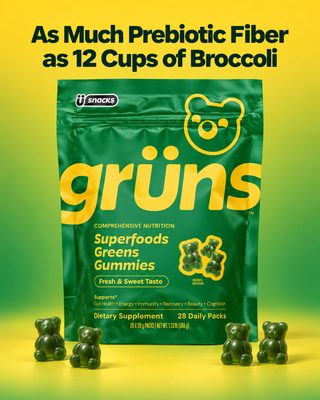 As Much Prebiotic Fiber
as 12 Cups of Broccoli
üf snacks
grüns
COMPREHENSIVE NUTRITION
Superfoods
Greens
Gummies
Fresh & Sweet Taste
Supports*
Gut Health • Energy • Immunity • Recovery • Beauty • Cognition
Dietary Supplement
28 Daily Packs